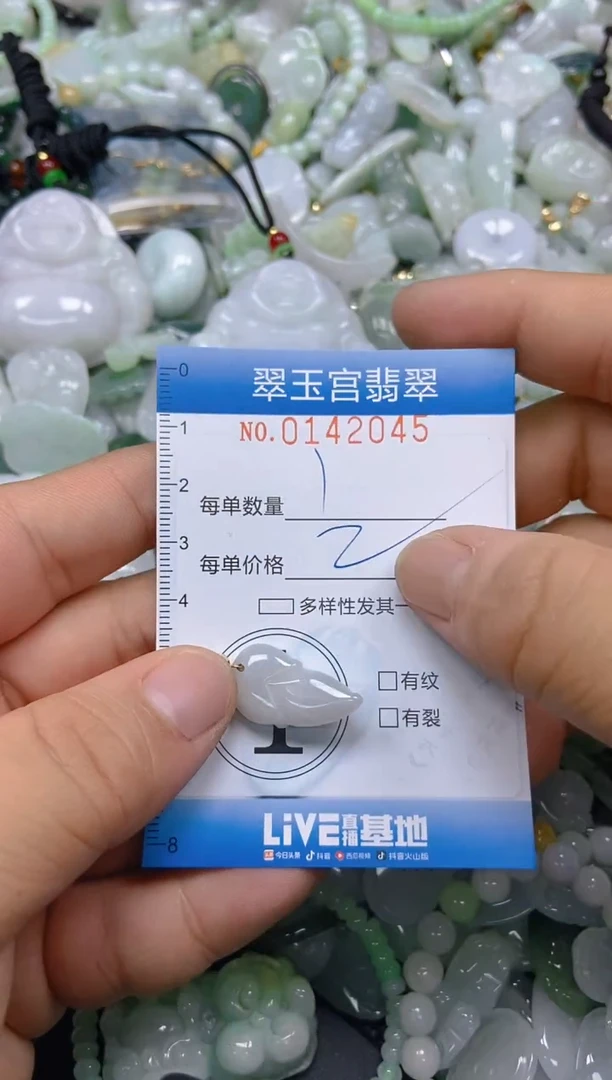 0
翠玉宫翡翠
NO.0142045
1
2
每单数量 1
3
每单价格
4
多样性发其一
有纹
有裂
1
LiVE直播基地
今日头条 抖音 西瓜视频 抖音火山版
8